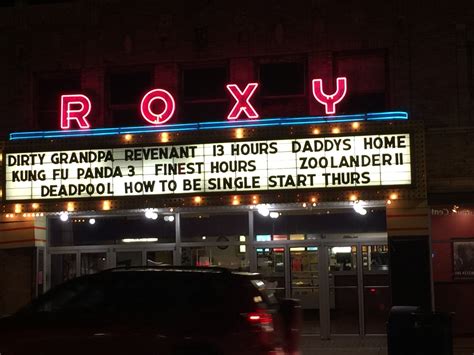 ROXY
DIRTY GRANDPA REVENANT 13 HOURS DADDYS HOME
KUNG FU PANDA 3 FINEST HOURS ZOOLANDER II
DEADPOOL HOW TO BE SINGLE START THURS